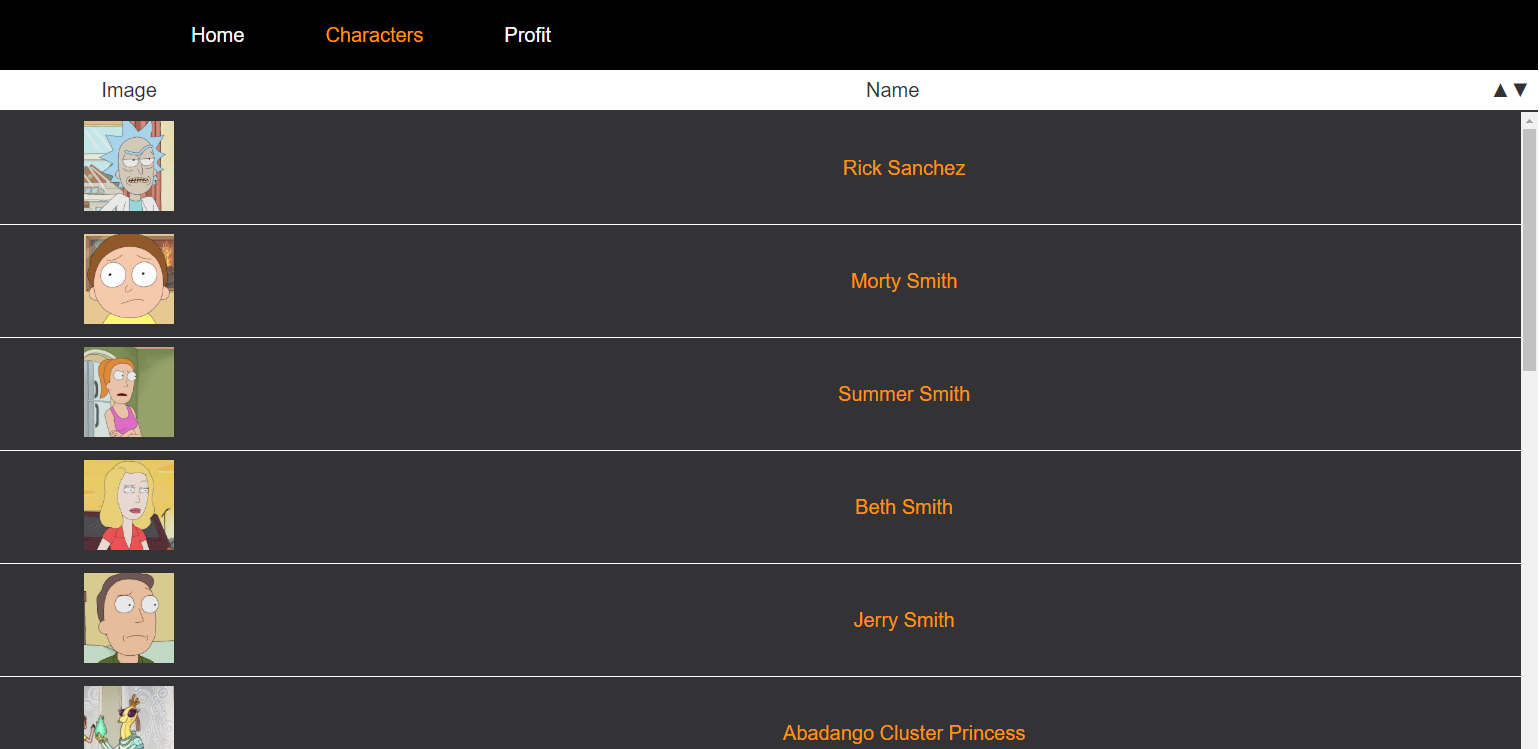 Home Characters Profit
Image Name ▲▼
Rick Sanchez
Morty Smith
Summer Smith
Beth Smith
Jerry Smith
Abadango Cluster Princess